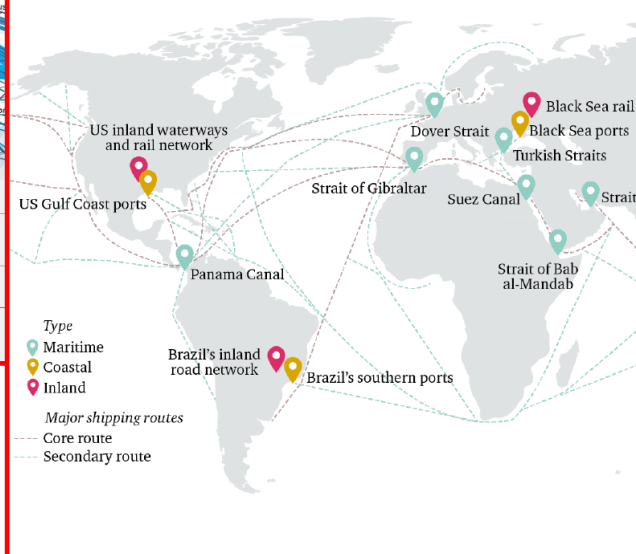 US inland waterways
and rail network
US Gulf Coast ports
Panama Canal
Dover Strait
Strait of Gibraltar
Black Sea rail
Black Sea ports
Turkish Straits
Suez Canal
Strait
Strait of Bab
al-Mandab
Brazil's inland
road network
Brazil's southern ports
Type
Maritime
Coastal
Inland
Major shipping routes
Core route
Secondary route